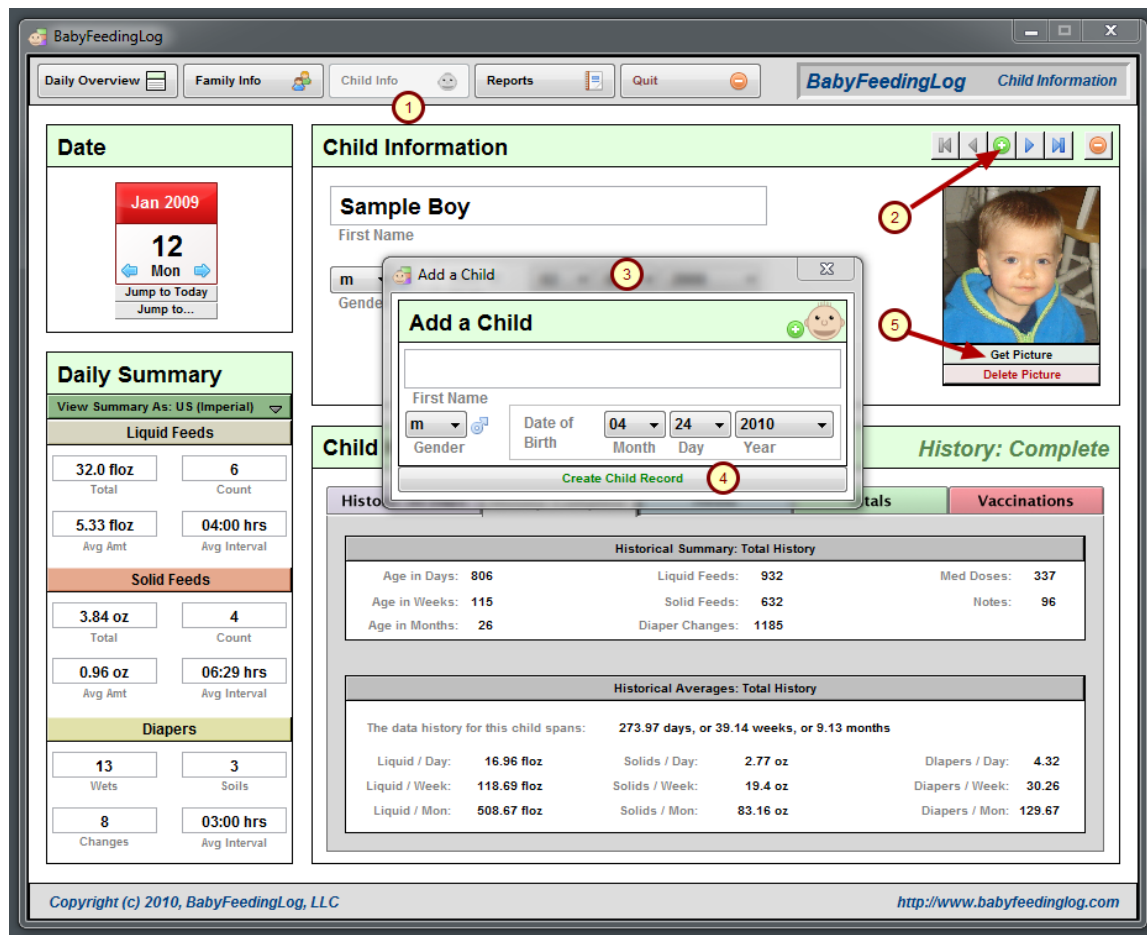 BabyFeedingLog
Daily Overview Family Info Child Info Reports Quit BabyFeedingLog Child Information
1
Date
Jan 2009
12
Mon
Jump to Today
Jump to...
Child Information
2
Sample Boy
First Name
m
Gende
Get Picture
Delete Picture
5
Add a Child
3
Add a Child
First Name
m
Gender
Date of
Birth
04 24 2010
Month Day Year
Create Child Record
4
Daily Summary
View Summary As: US (Imperial)
Liquid Feeds
32.0 floz 6
Total Count
5.33 floz 04:00 hrs
Avg Amt Avg Interval
Solid Feeds
3.84 oz 4
Total Count
0.96 oz 06:29 hrs
Avg Amt Avg Interval
Diapers
13 3
Wets Soils
8 03:00 hrs
Changes Avg Interval
Child History: Complete
tals Vaccinations
Historical Summary: Total History
Age in Days: 806 Liquid Feeds: 932 Med Doses: 337
Age in Weeks: 115 Solid Feeds: 632 Notes: 96
Age in Months: 26 Diaper Changes: 1185
Historical Averages: Total History
The data history for this child spans: 273.97 days, or 39.14 weeks, or 9.13 months
Liquid / Day: 16.96 floz Solids / Day: 2.77 oz Diapers / Day: 4.32
Liquid / Week: 118.69 floz Solids / Week: 19.4 oz Diapers / Week: 30.26
Liquid / Mon: 508.67 floz Solids / Mon: 83.16 oz Diapers / Mon: 129.67
Copyright (c) 2010, BabyFeedingLog, LLC http://www.babyfeedinglog.com